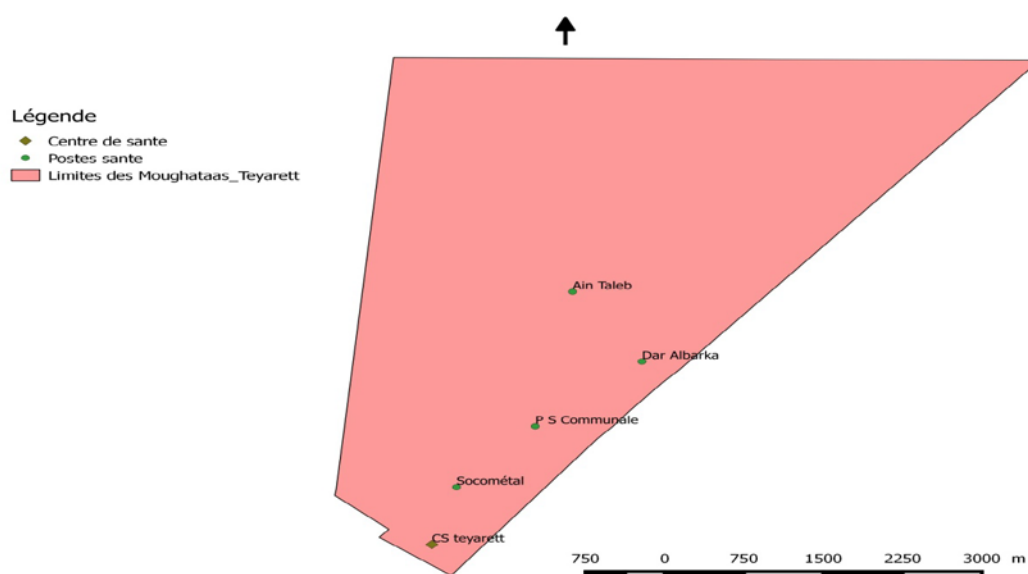 Légende
Centre de sante
Postes sante
Limites des Moughataas_Teyarett
Ain Taleb
Dar Albarka
P S Communale
Socométal
CS teyarett
750 0 750 1500 2250 3000 m